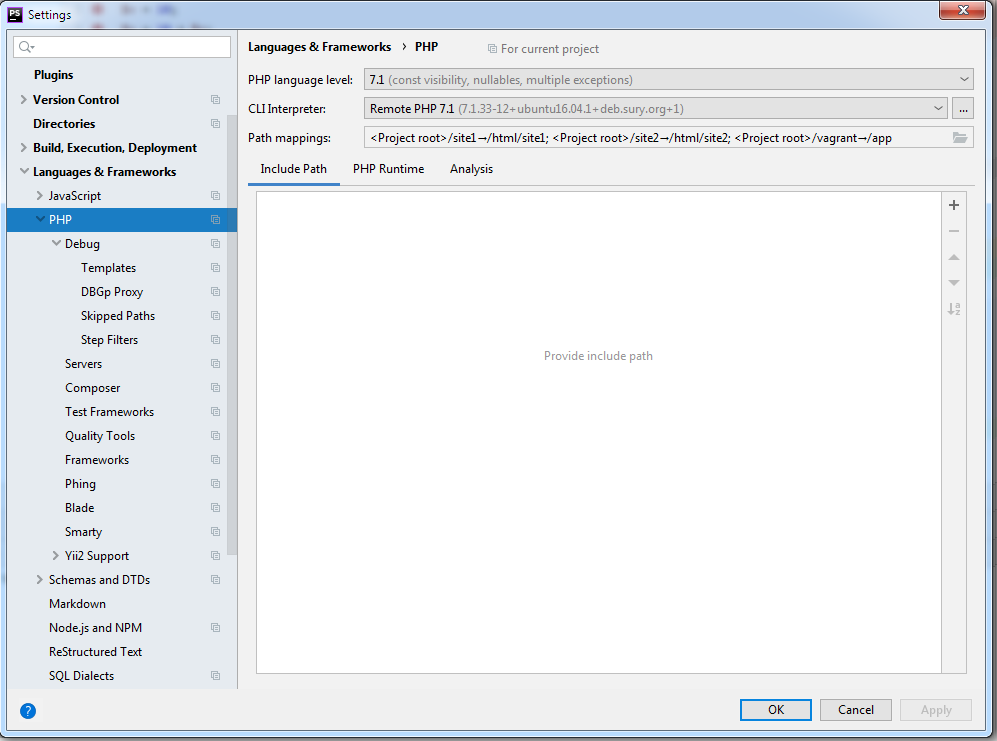 PS Settings
Plugins
Version Control
Directories
Build, Execution, Deployment
Languages & Frameworks
JavaScript
PHP
Debug
Templates
DBGp Proxy
Skipped Paths
Step Filters
Servers
Composer
Test Frameworks
Quality Tools
Frameworks
Phing
Blade
Smarty
Yii2 Support
Schemas and DTDs
Markdown
Node.js and NPM
ReStructured Text
SQL Dialects
Languages & Frameworks › PHP For current project
PHP language level: 7.1 (const visibility, nullables, multiple exceptions)
CLI Interpreter: Remote PHP 7.1 (7.1.33-12+ubuntu16.04.1+deb.sury.org+1) ...
Path mappings: <Project root>/site1→/html/site1; <Project root>/site2→/html/site2; <Project root>/vagrant→/app
Include Path PHP Runtime Analysis
Provide include path
? OK Cancel Apply